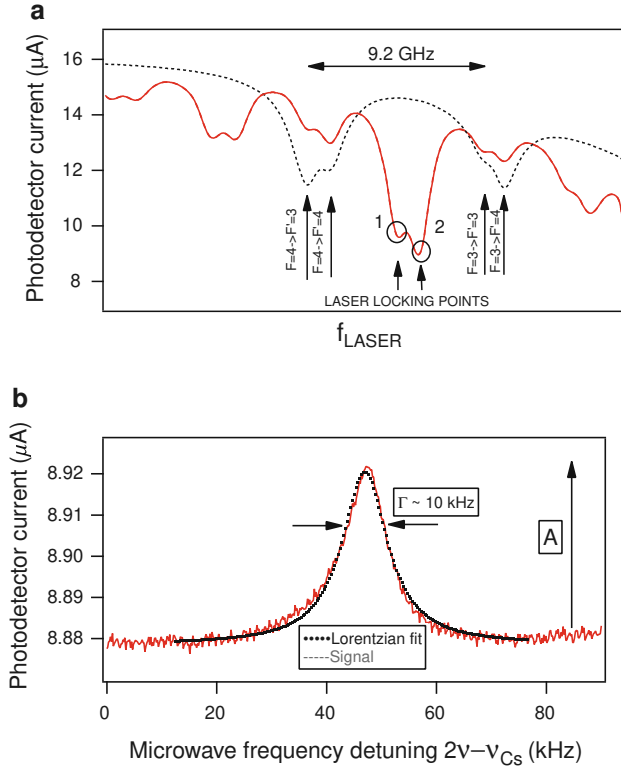 a
Photodetector current (μA)
16
14
12
10
8
9.2 GHz
1
2
F=4->F'=3
F=4->F'=4
F=3->F'=3
F=3->F'=4
LASER LOCKING POINTS
fLASER
b
Photodetector current (μA)
8.92
8.91
8.90
8.89
8.88
Γ ~ 10 kHz
A
Lorentzian fit
Signal
0
20
40
60
80
Microwave frequency detuning 2ν−νCs (kHz)